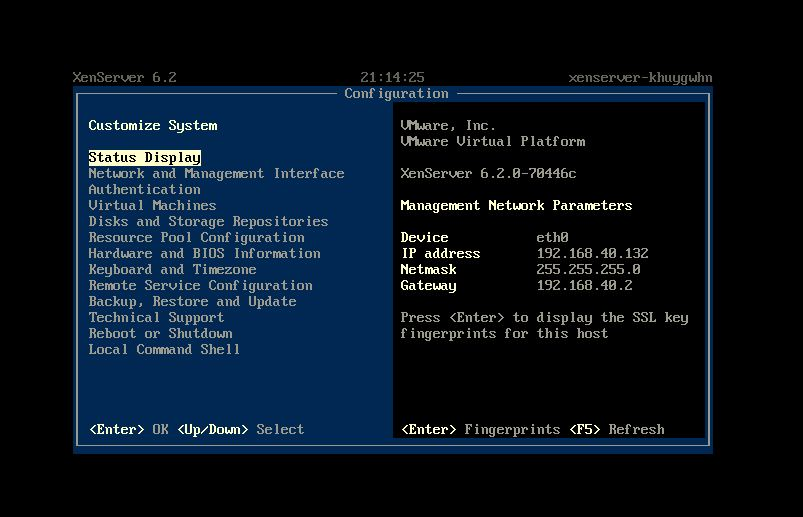 XenServer 6.2 21:14:25 xenserver-khuygwhn
Configuration
Customize System
Status Display
Network and Management Interface
Authentication
Virtual Machines
Disks and Storage Repositories
Resource Pool Configuration
Hardware and BIOS Information
Keyboard and Timezone
Remote Service Configuration
Backup, Restore and Update
Technical Support
Reboot or Shutdown
Local Command Shell
<Enter> OK <Up/Down> Select
VMware, Inc.
VMware Virtual Platform
XenServer 6.2.0-70446c
Management Network Parameters
Device eth0
IP address 192.168.40.132
Netmask 255.255.255.0
Gateway 192.168.40.2
Press <Enter> to display the SSL key
fingerprints for this host
<Enter> Fingerprints <F5> Refresh